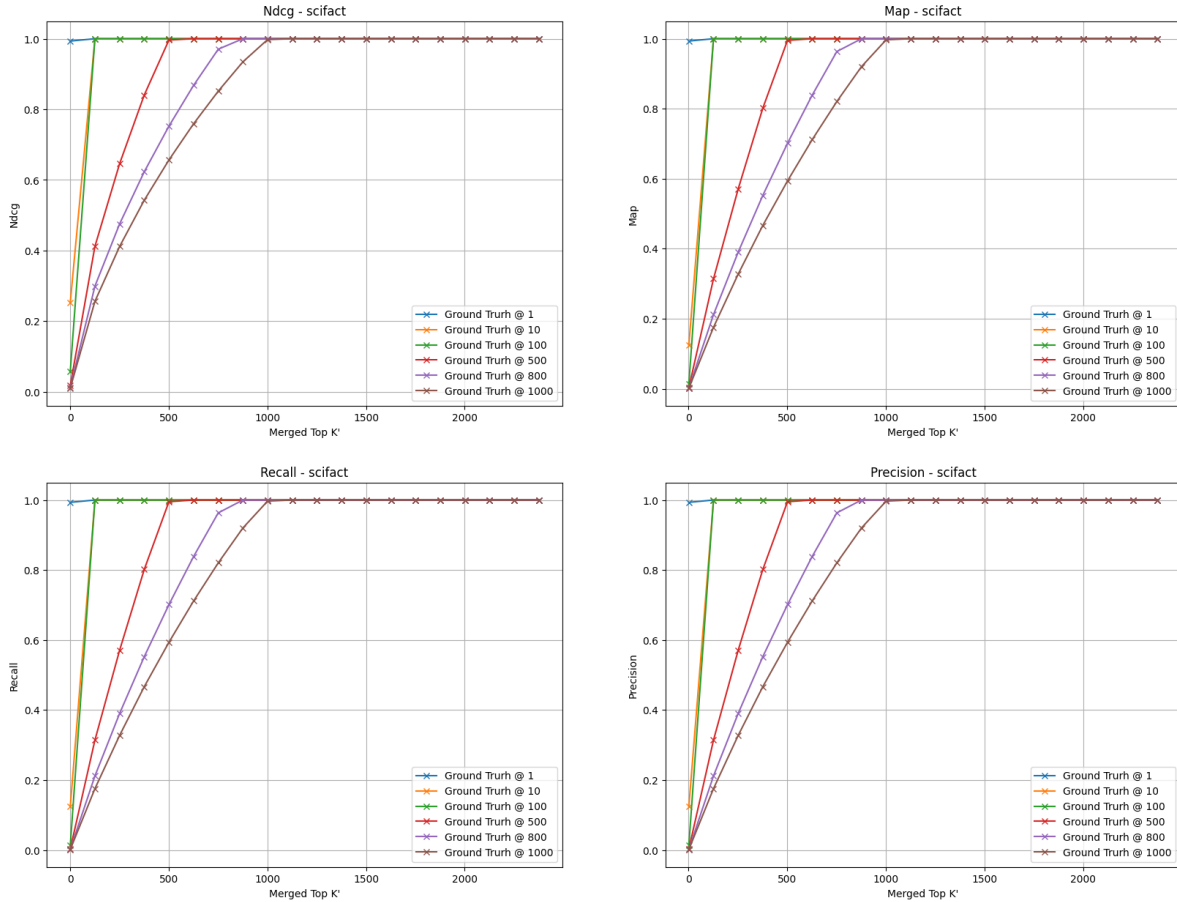 Ndcg - scifact
1.0
0.8
0.6
0.4
0.2
0.0
Ndcg
0
500
1000
1500
2000
Merged Top K'
Ground Trurh @ 1
Ground Trurh @ 10
Ground Trurh @ 100
Ground Trurh @ 500
Ground Trurh @ 800
Ground Trurh @ 1000
Map - scifact
1.0
0.8
0.6
0.4
0.2
0.0
Map
0
500
1000
1500
2000
Merged Top K'
Ground Trurh @ 1
Ground Trurh @ 10
Ground Trurh @ 100
Ground Trurh @ 500
Ground Trurh @ 800
Ground Trurh @ 1000
Recall - scifact
1.0
0.8
0.6
0.4
0.2
0.0
Recall
0
500
1000
1500
2000
Merged Top K'
Ground Trurh @ 1
Ground Trurh @ 10
Ground Trurh @ 100
Ground Trurh @ 500
Ground Trurh @ 800
Ground Trurh @ 1000
Precision - scifact
1.0
0.8
0.6
0.4
0.2
0.0
Precision
0
500
1000
1500
2000
Merged Top K'
Ground Trurh @ 1
Ground Trurh @ 10
Ground Trurh @ 100
Ground Trurh @ 500
Ground Trurh @ 800
Ground Trurh @ 1000